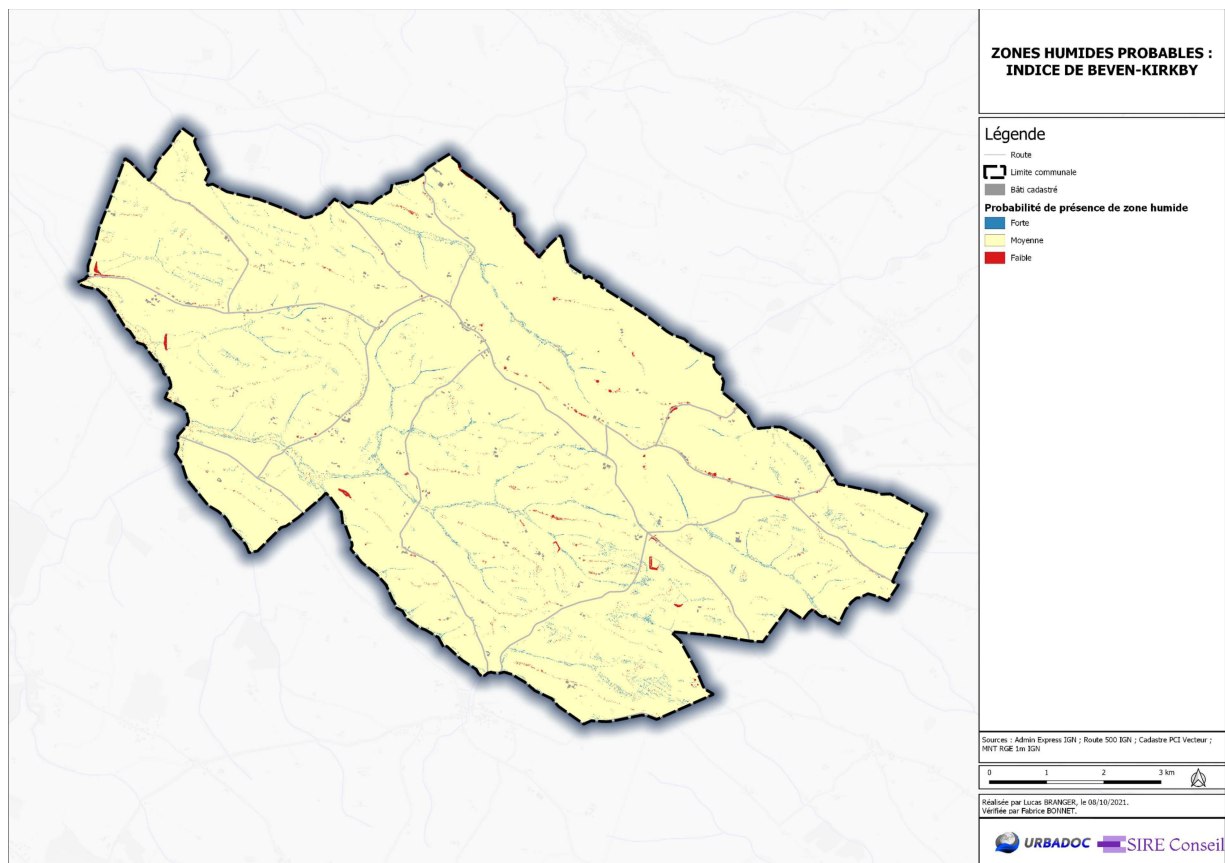 ZONES HUMIDES PROBABLES :
INDICE DE BEVEN-KIRKBY
Légende
Route
Limite communale
Bâti cadastré
Probabilité de présence de zone humide
Forte
Moyenne
Faible
Sources : Admin Express IGN ; Route 500 IGN ; Cadastre PCI Vecteur ;
MNT RGE 1m IGN
0 1 2 3 km
Réalisée par Lucas BRANGER, le 08/10/2021.
Vérifiée par Fabrice BONNET.
URBADOC SIRE Conseil